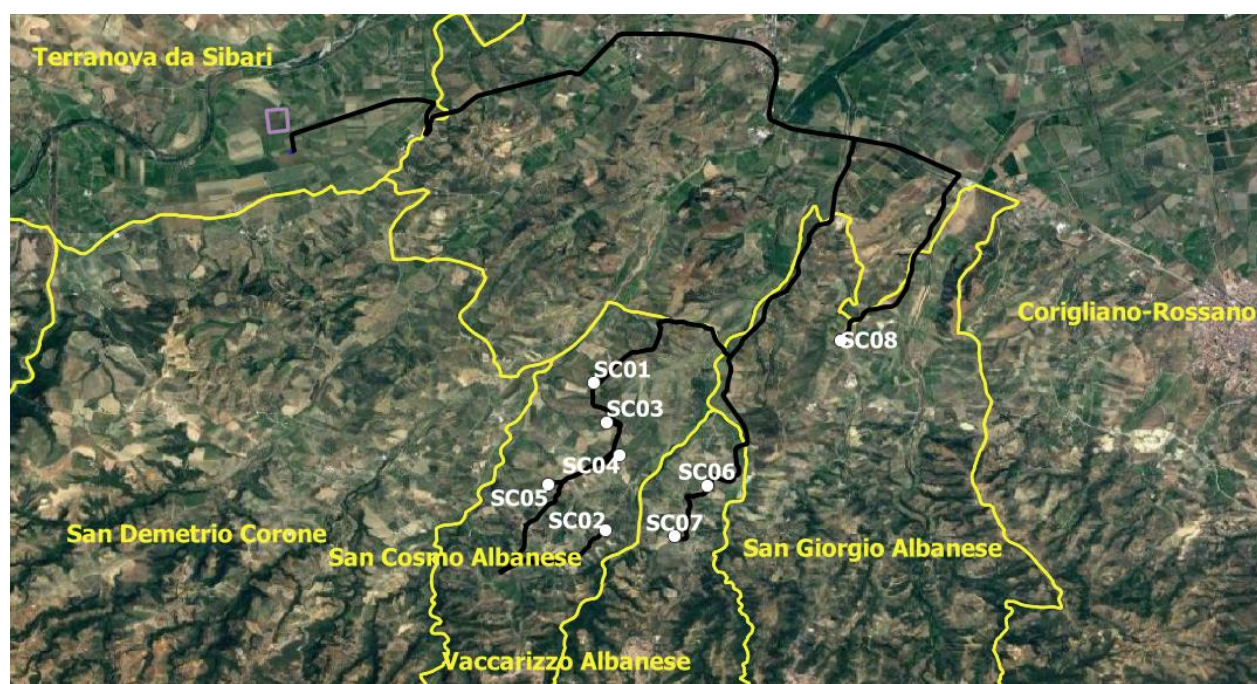 Terranova da Sibari
Corigliano-Rossano
SC08
SC01
SC03
SC04
SC06
SC05
SC02
SC07
San Demetrio Corone
San Cosmo Albanese
San Giorgio Albanese
Vaccarizzo Albanese